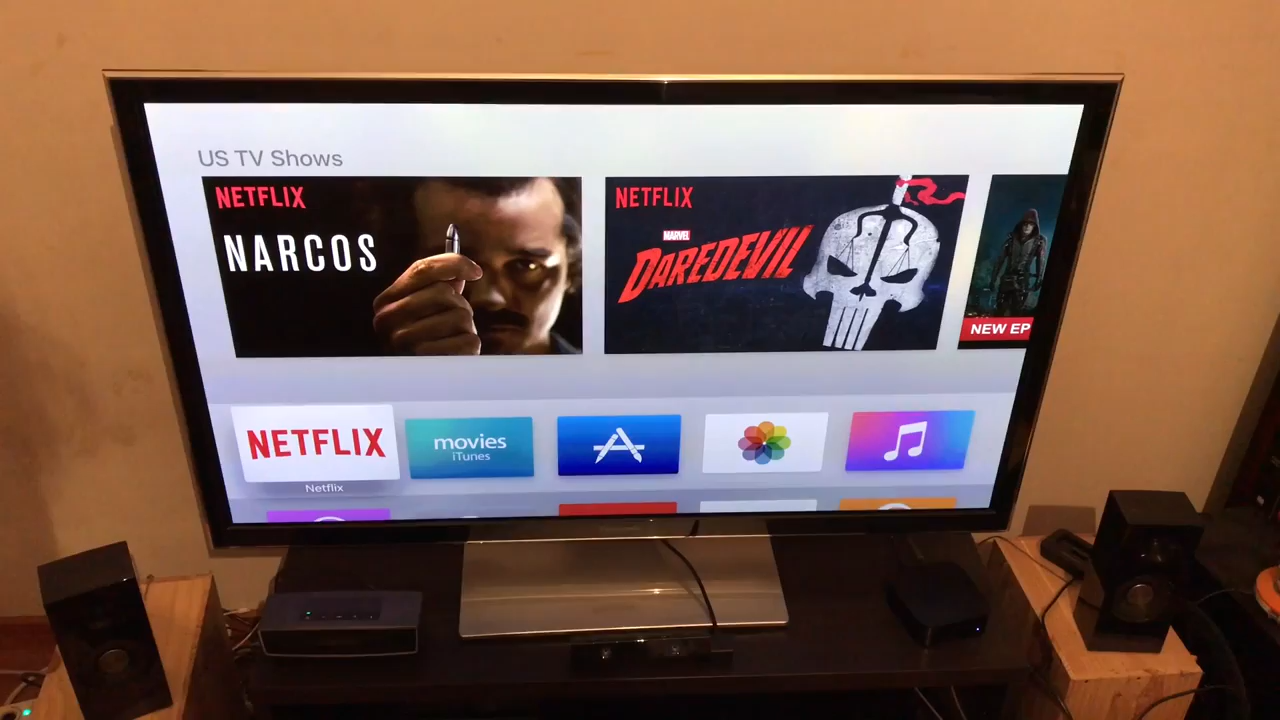 US TV Shows
NETFLIX
NARCOS
NETFLIX
MARVEL
DAREDEVIL
NEW EP
NETFLIX
Netflix
movies
iTunes